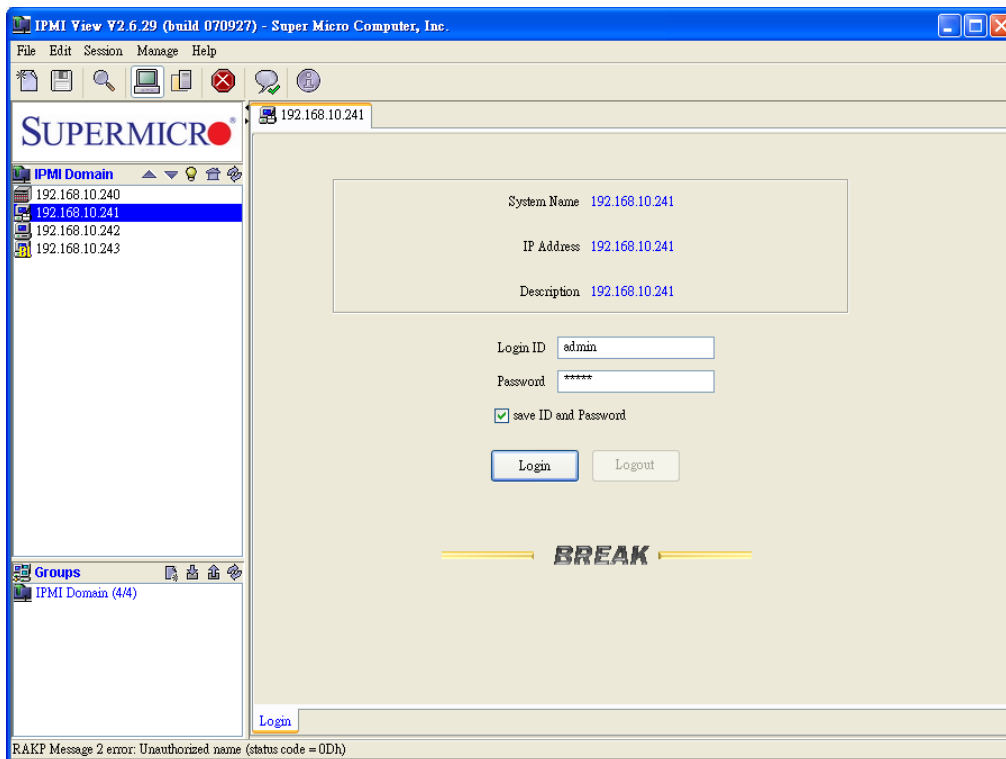 IPMI View V2.6.29 (build 070927) - Super Micro Computer, Inc.
File Edit Session Manage Help
SUPERMICRO®
192.168.10.241
IPMI Domain
192.168.10.240
192.168.10.241
192.168.10.242
192.168.10.243
System Name 192.168.10.241
IP Address 192.168.10.241
Description 192.168.10.241
Login ID admin
Password *****
save ID and Password
Login Logout
BREAK
Groups
IPMI Domain (4/4)
Login
RAKP Message 2 error: Unauthorized name (status code = 0Dh)